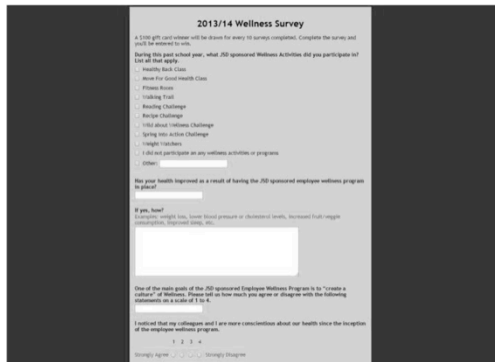 2013/14 Wellness Survey
A $100 gift card winner will be drawn for every 10 surveys completed. Complete the survey and
you'll be entered to win.
During this past school year, what JSD sponsored Wellness Activities did you participate in?
List all that apply.
Healthy Back Class
Move For Good Health Class
Fitness Room
Walking Trail
Reading Challenge
Recipe Challenge
Wild about Wellness Challenge
Spring into Action Challenge
Weight Watchers
I did not participate in any wellness activities or programs
Other:
Has your health improved as a result of having the JSD sponsored employee wellness program
in place?
If yes, how?
Examples: weight loss, lower blood pressure or cholesterol levels, increased fruit/veggie
consumption, improved sleep, etc.
One of the main goals of the JSD sponsored Employee Wellness Program is to "create a
culture" of Wellness. Please tell us how much you agree or disagree with the following
statements on a scale of 1 to 4.
I noticed that my colleagues and I are more conscientious about our health since the inception
of the employee wellness program.
1 2 3 4
Strongly Agree Strongly Disagree